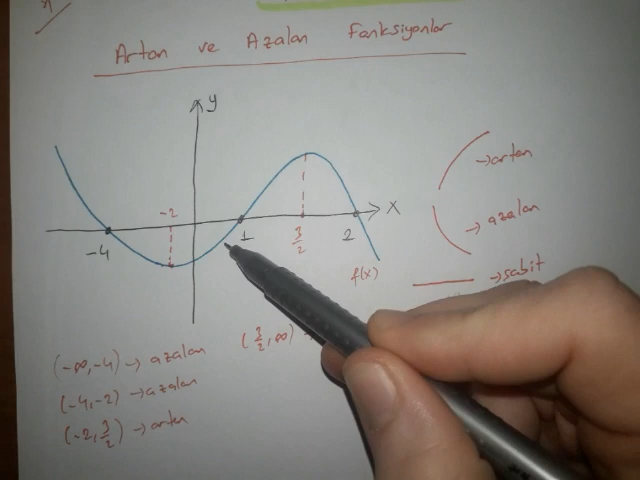 Artan ve Azalan Fonksiyonlar
y
-2
x
-4
1
3/2
2
f(x)
→ artan
→ azalan
→ sabit
(-∞,-4) → azalan
(-4,-2) → azalan
(-2, 3/2) → artan
(3/2, ∞)